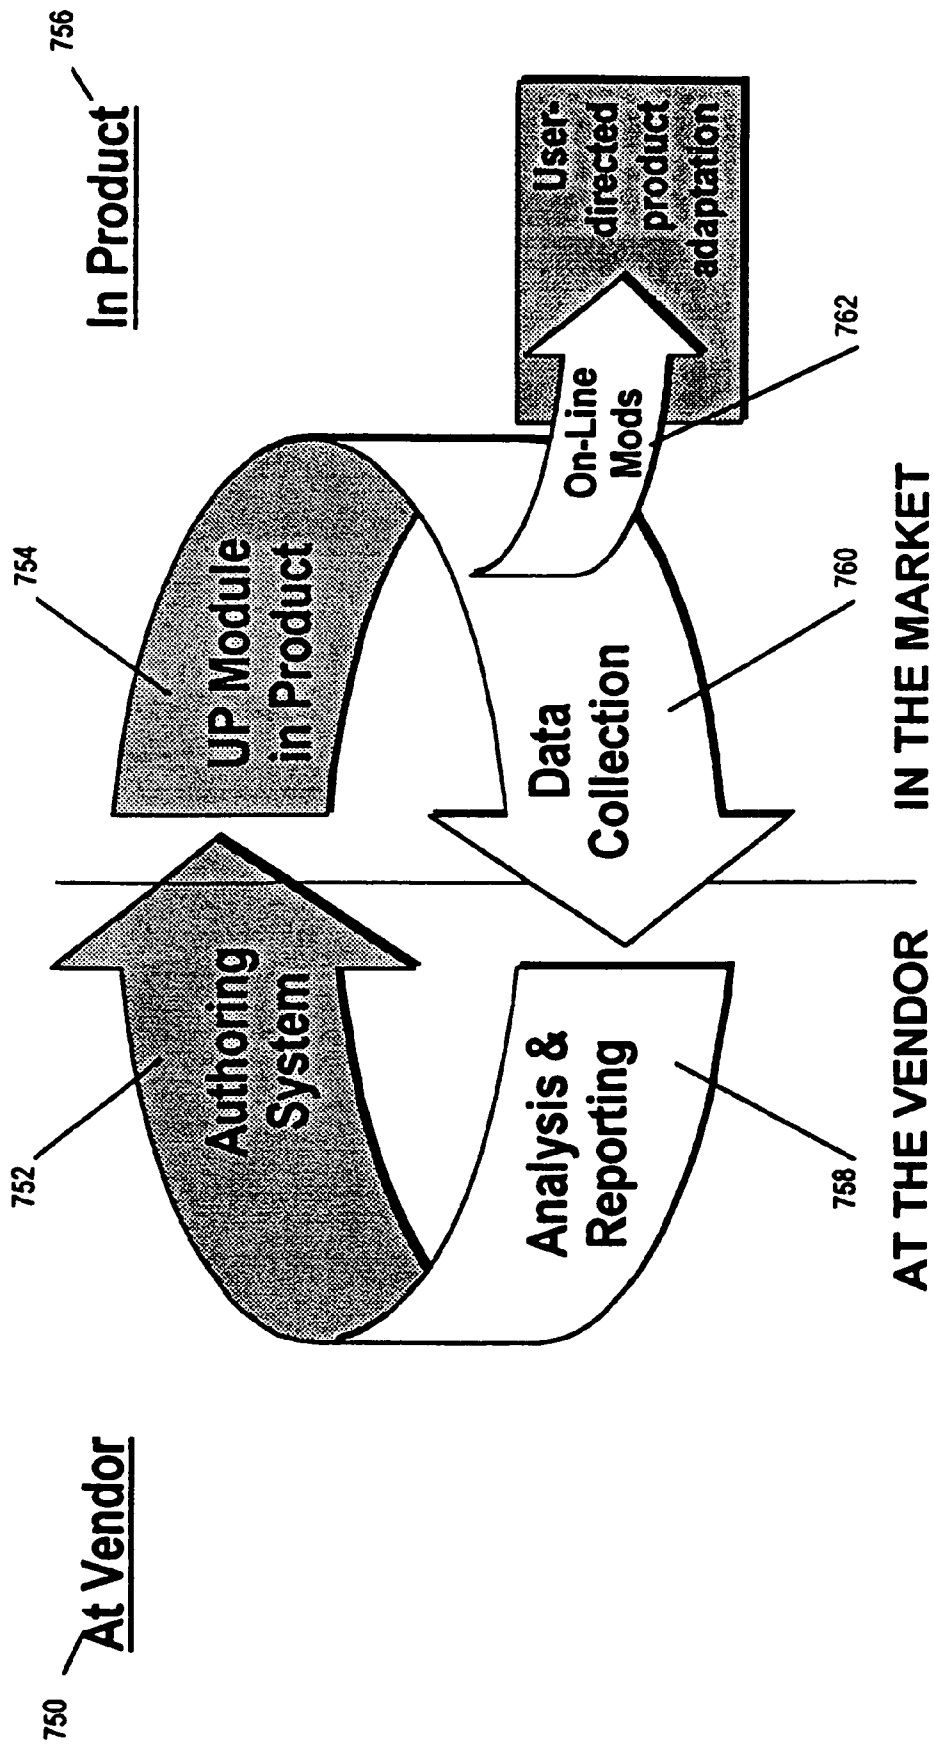 750
At Vendor
In Product
756
752
754
Authoring
System
UP Module
in Product
Analysis &
Reporting
Data
Collection
On-Line
Mods
User-
directed
product
adaptation
758
760
762
AT THE VENDOR
IN THE MARKET